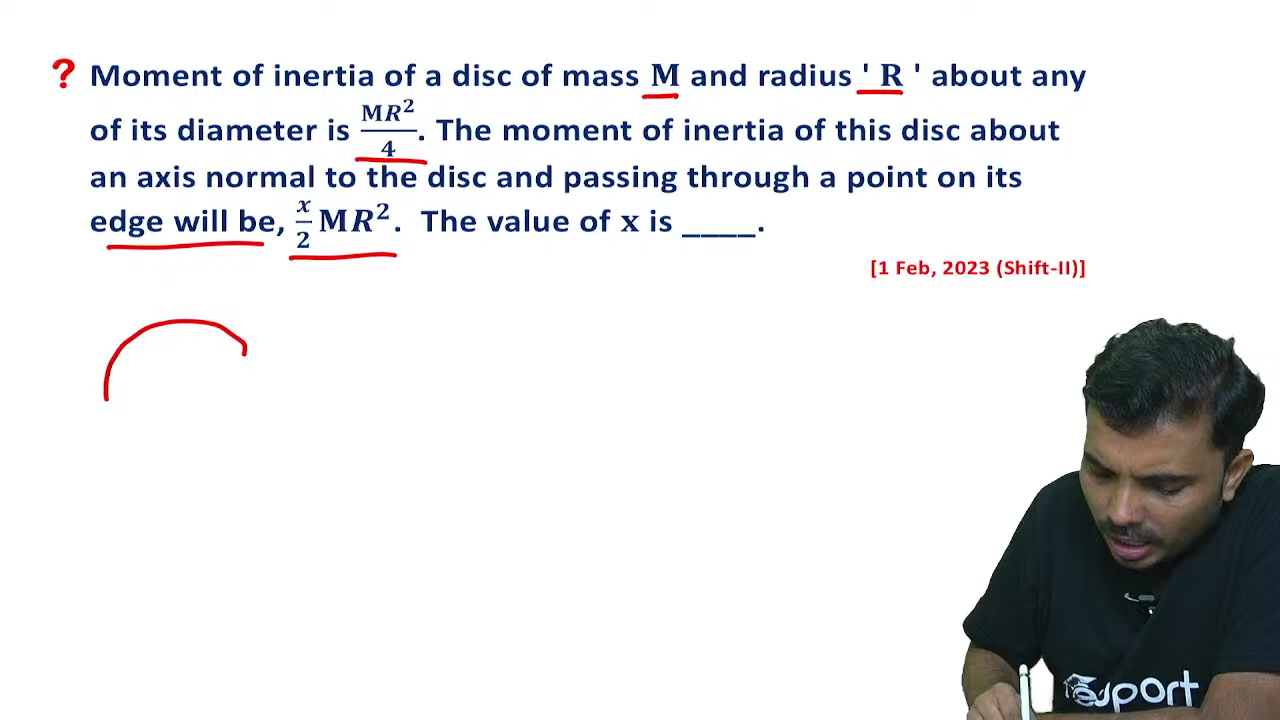 ? Moment of inertia of a disc of mass M and radius ' R ' about any
of its diameter is MR²/4. The moment of inertia of this disc about
an axis normal to the disc and passing through a point on its
edge will be, x/2 MR². The value of x is ____.
[1 Feb, 2023 (Shift-II)]
eduport